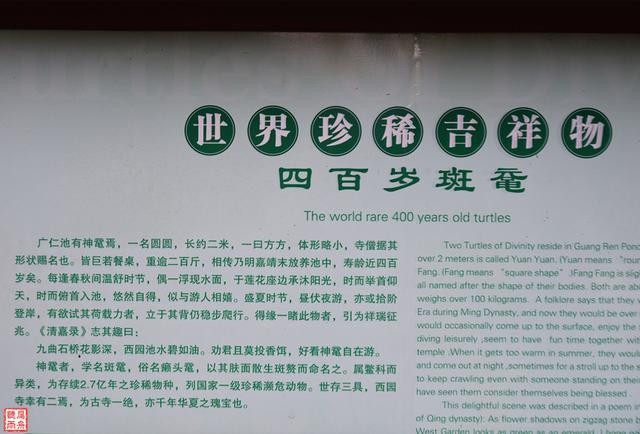 世界珍稀吉祥物
四百岁斑鼋
The world rare 400 years old turtles
广仁池有神鼋焉，一名圆圆，长约二米，一曰方方，体形略小，寺僧据其
形状赐名也。皆巨若餐桌，重逾二百斤，相传乃明嘉靖末放养池中，寿龄近四百
岁矣。每逢春秋间温舒时节，偶一浮现水面，于莲花座边承沐阳光，时而举首仰
天，时而俯首入池，悠然自得，似与游人相嬉。盛夏时节，昼伏夜游，亦或拾阶
登岸，有欲试其荷载力者，立于其背仍稳步爬行。得缘一睹此物者，引为祥瑞征
兆。《清嘉录》志其趣曰：
九曲石桥花影深，西园池水碧如油。劝君且莫投香饵，好看神鼋自在游。
神鼋者，学名斑鼋，俗名癞头鼋，以其肤面散生斑赘而命名之。属鳖科而
异类，为存续2.7亿年之珍稀物种，列国家一级珍稀濒危动物。世存三具，西园
寺幸有二焉，为古寺一绝，亦千年华夏之瑰宝也。
Two Turtles of Divinity reside in Guang Ren Pond
over 2 meters is called Yuan Yuan, (Yuan means "roun
Fang. (Fang means "square shape" .)Fang Fang is sligh
all named after the shape of their bodies. Both are abo
weighs over 100 kilograms. A folklore says that they w
Era during Ming Dynasty, and now they would be over
would occasionally come up to the surface, enjoy the
diving leisurely ,seem to have fun time together with
temple .When it gets too warm in summer, they would
and come out at night ,sometimes for a stroll up to the s
to keep crawling even with someone standing on the
have seen them consider themselves being blessed
This delightful scene was described in a poem in
of Qing dynasty): As flower shadows on zigzag stone b
West Garden looks as green as an emerald, I hope